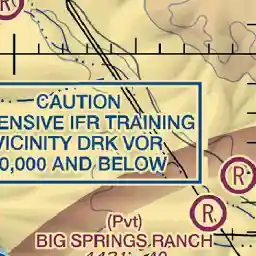 R
CAUTION
ENSIVE IFR TRAINING
VICINITY DRK VOR
0,000 AND BELOW
R
R
(Pvt)
BIG SPRINGS RANCH